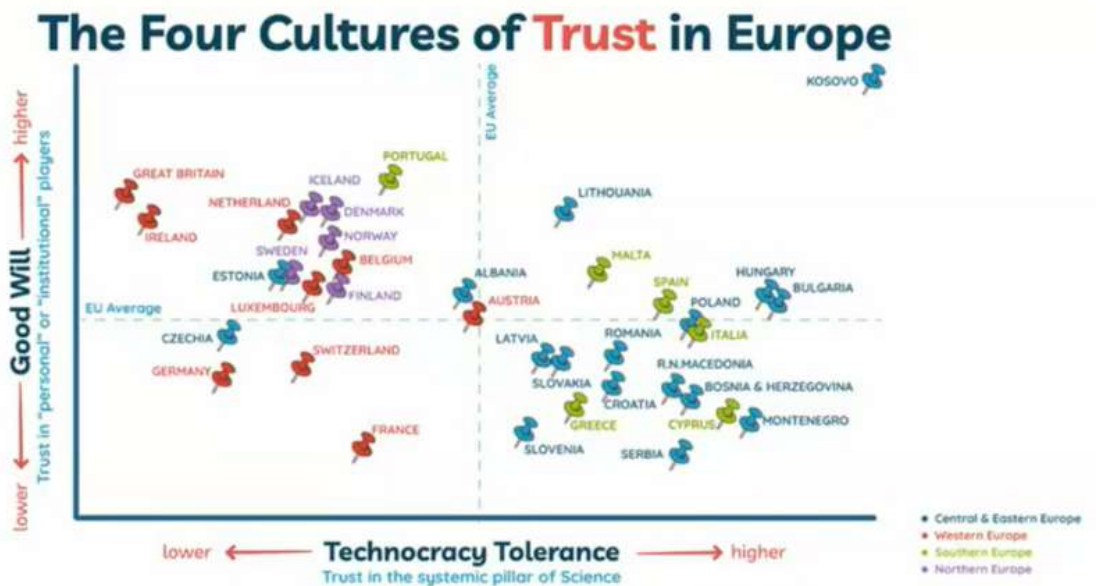 The Four Cultures of Trust in Europe
KOSOVO
EU Average
higher
Good Will
lower
Trust in "personal" or "institutional" players
PORTUGAL
GREAT BRITAIN
ICELAND
LITHOUANIA
NETHERLAND
DENMARK
IRELAND
NORWAY
SWEDEN
BELGIUM
MALTA
ESTONIA
ALBANIA
HUNGARY
SPAIN
BULGARIA
FINLAND
LUXEMBOURG
AUSTRIA
POLAND
EU Average
CZECHIA
LATVIA
ROMANIA
ITALIA
SWITZERLAND
GERMANY
R.N.MACEDONIA
SLOVAKIA
BOSNIA & HERZEGOVINA
CROATIA
GREECE
CYPRUS
MONTENEGRO
FRANCE
SLOVENIA
SERBIA
lower
Technocracy Tolerance
higher
Trust in the systemic pillar of Science
Central & Eastern Europe
Western Europe
Southern Europe
Northern Europe